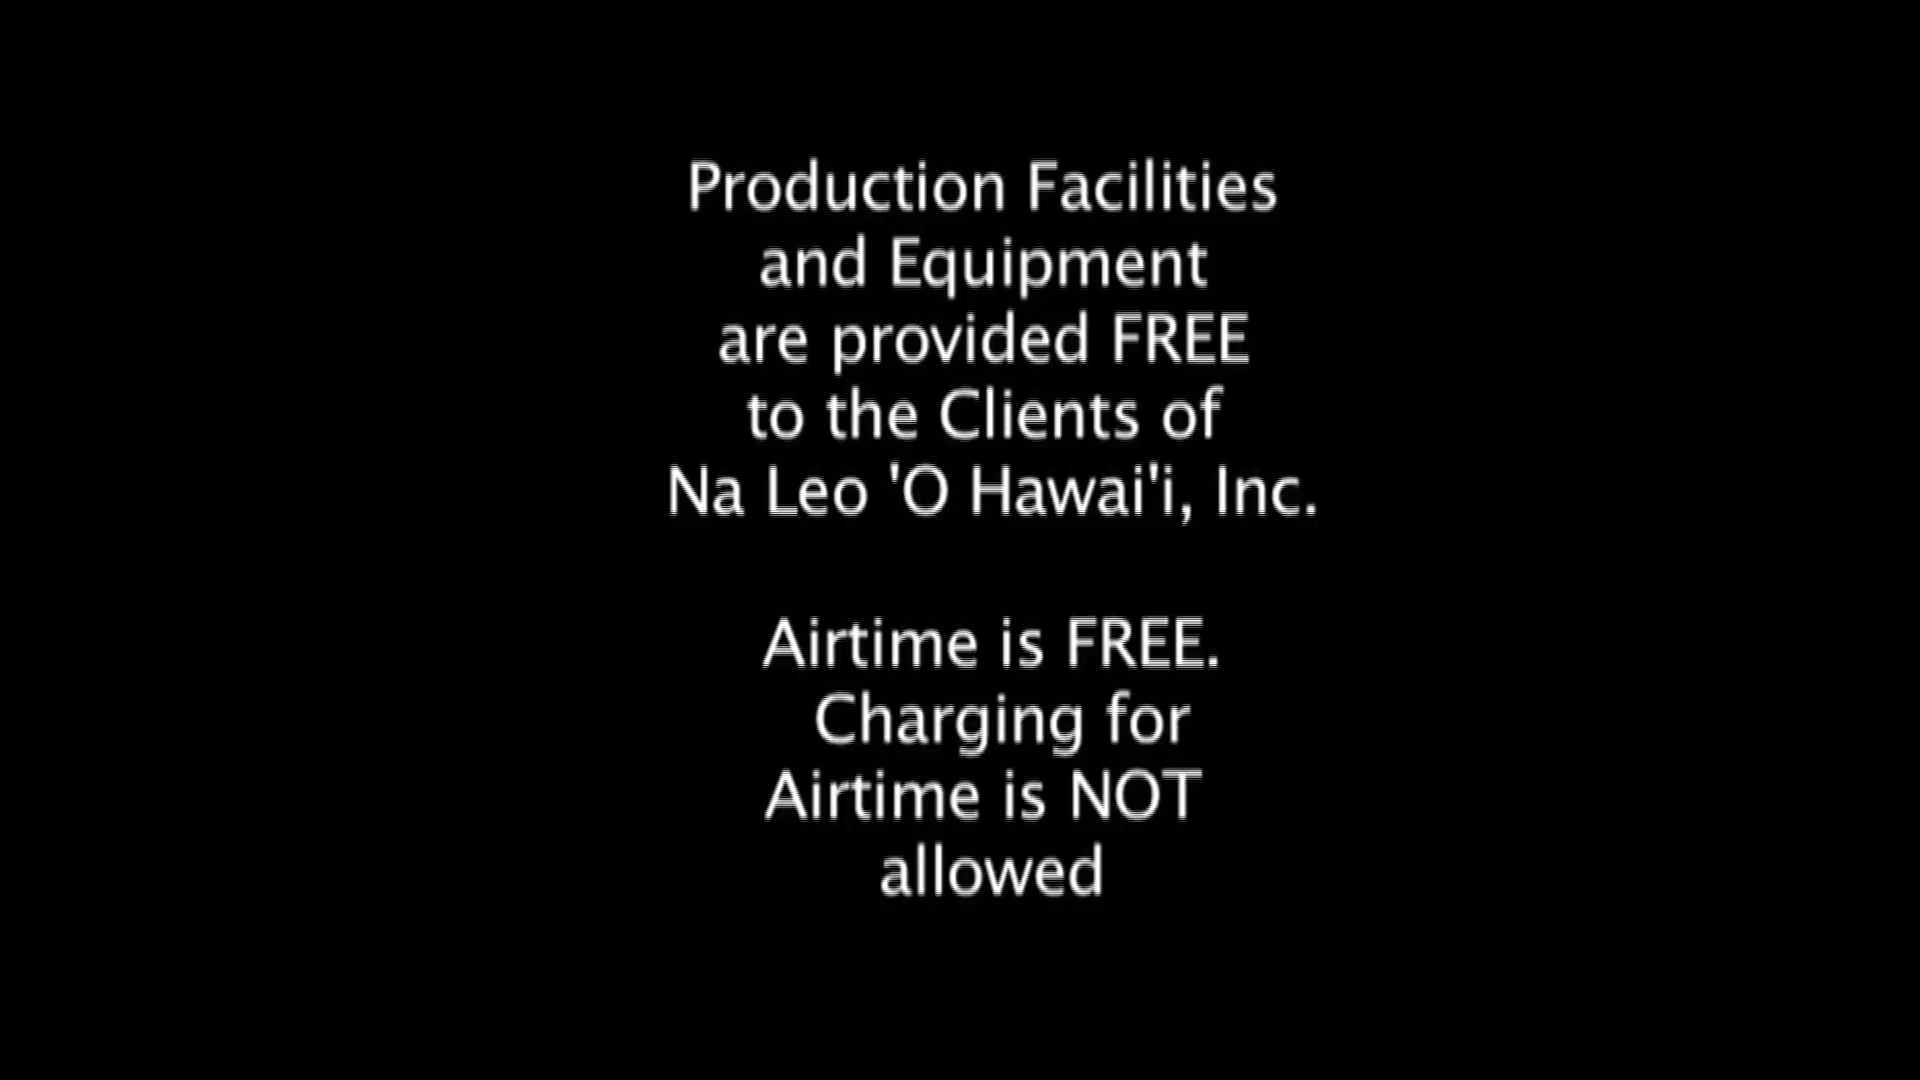 Production Facilities
and Equipment
are provided FREE
to the Clients of
Na Leo 'O Hawai'i, Inc.
Airtime is FREE.
Charging for
Airtime is NOT
allowed